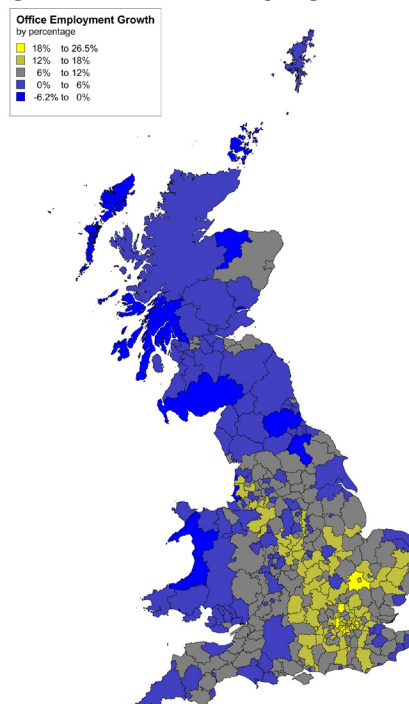 Office Employment Growth
by percentage
18% to 26.5%
12% to 18%
6% to 12%
0% to 6%
-6.2% to 0%